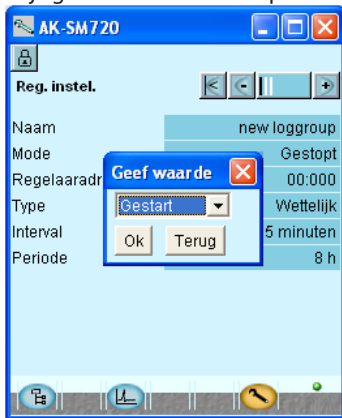 AK-SM720
Reg. instel.
Naam new loggroup
Mode Gestopt
Regelaaradr 00:000
Type Wettelijk
Interval 5 minuten
Periode 8 h
Geef waarde
Gestart
Ok Terug